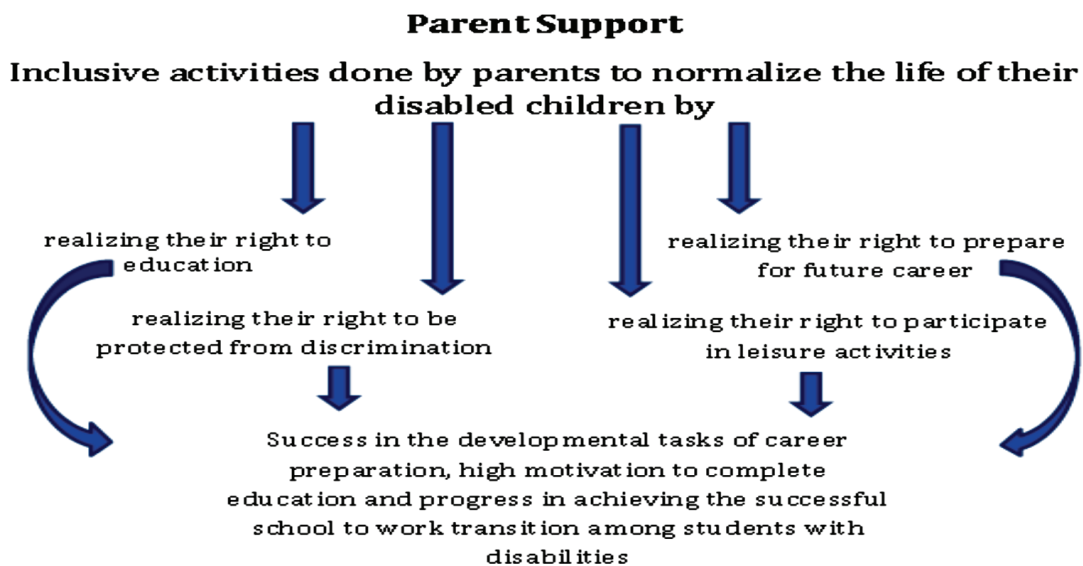 Parent Support
Inclusive activities done by parents to normalize the life of their
disabled children by
realizing their right to
education
realizing their right to prepare
for future career
realizing their right to be
protected from discrimination
realizing their right to participate
in leisure activities
Success in the developmental tasks of career
preparation, high motivation to complete
education and progress in achieving the successful
school to work transition among students with
disabilities